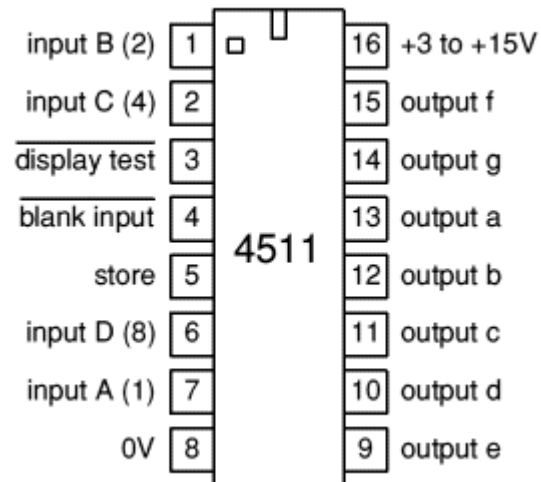 input B (2) 1 16 +3 to +15V
input C (4) 2 15 output f
display test 3 14 output g
blank input 4 13 output a
4511
store 5 12 output b
input D (8) 6 11 output c
input A (1) 7 10 output d
0V 8 9 output e